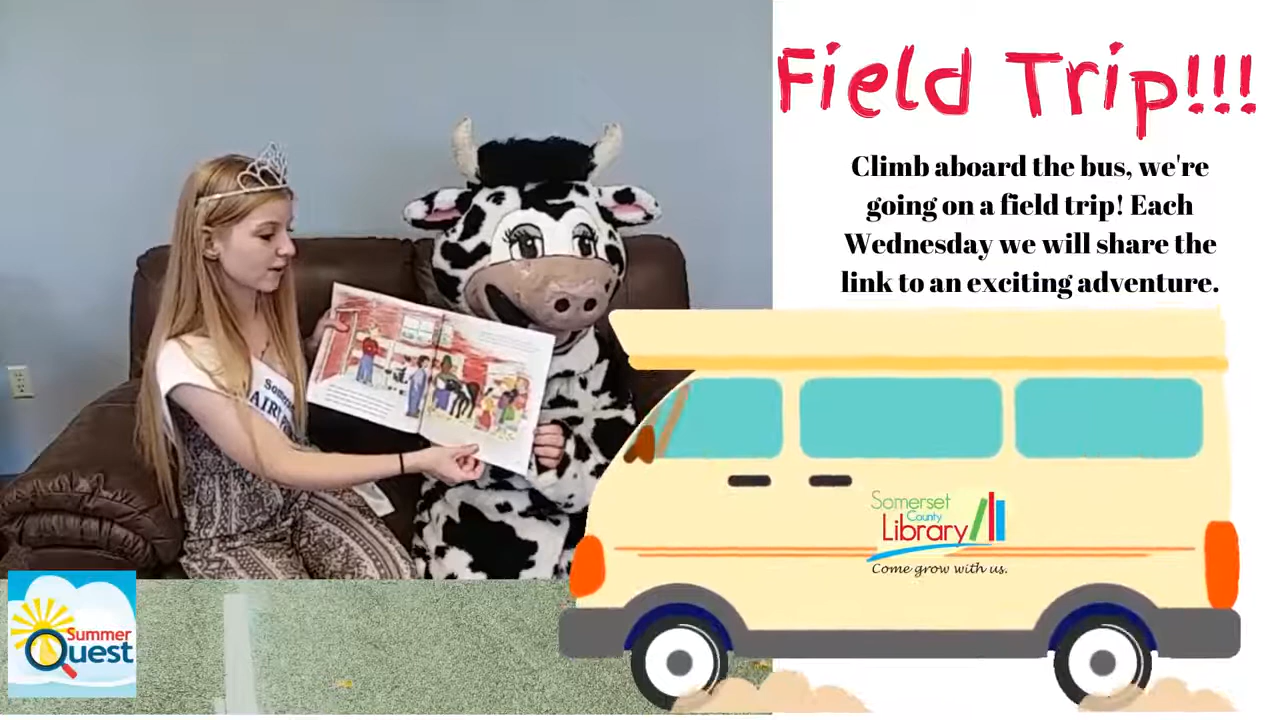 Field Trip!!!
Climb aboard the bus, we're
going on a field trip! Each
Wednesday we will share the
link to an exciting adventure.
Somerset
County
Library
Come grow with us.
Summer
Quest